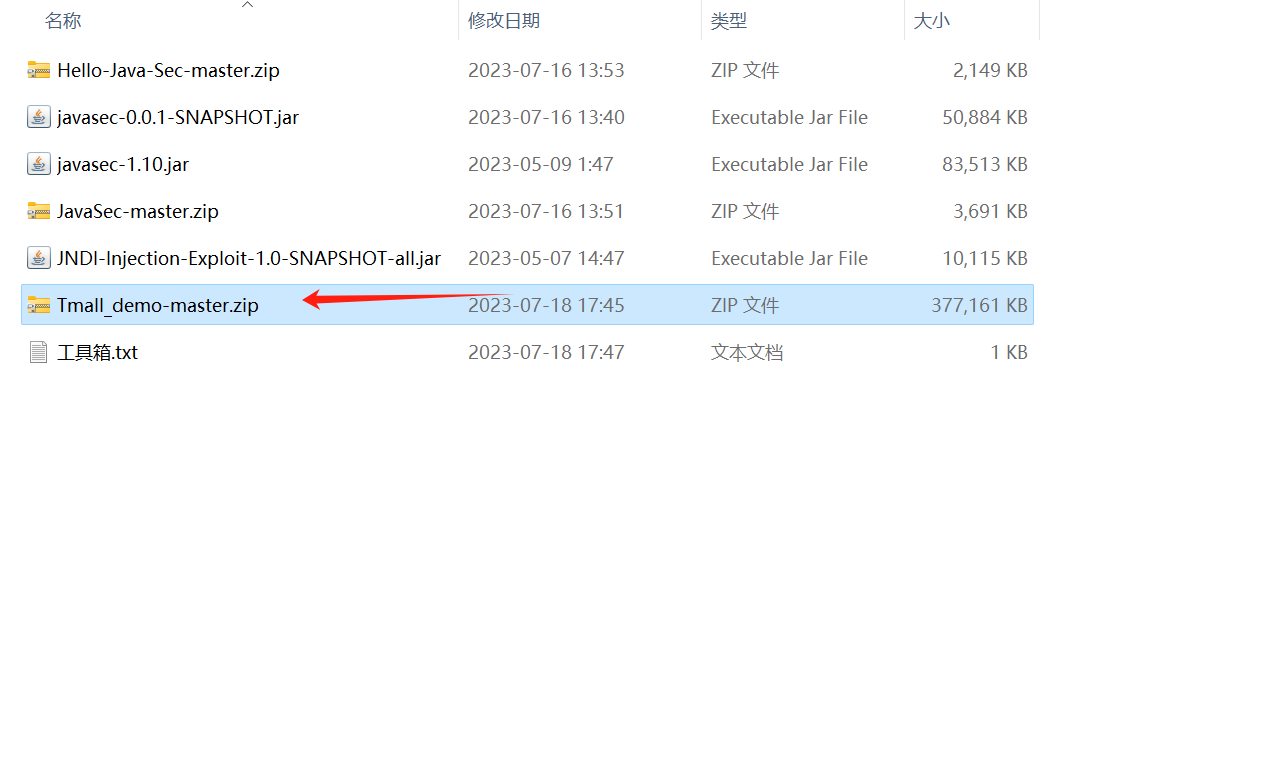 名称 修改日期 类型 大小
Hello-Java-Sec-master.zip 2023-07-16 13:53 ZIP 文件 2,149 KB
javasec-0.0.1-SNAPSHOT.jar 2023-07-16 13:40 Executable Jar File 50,884 KB
javasec-1.10.jar 2023-05-09 1:47 Executable Jar File 83,513 KB
JavaSec-master.zip 2023-07-16 13:51 ZIP 文件 3,691 KB
JNDI-Injection-Exploit-1.0-SNAPSHOT-all.jar 2023-05-07 14:47 Executable Jar File 10,115 KB
Tmall_demo-master.zip 2023-07-18 17:45 ZIP 文件 377,161 KB
工具箱.txt 2023-07-18 17:47 文本文档 1 KB